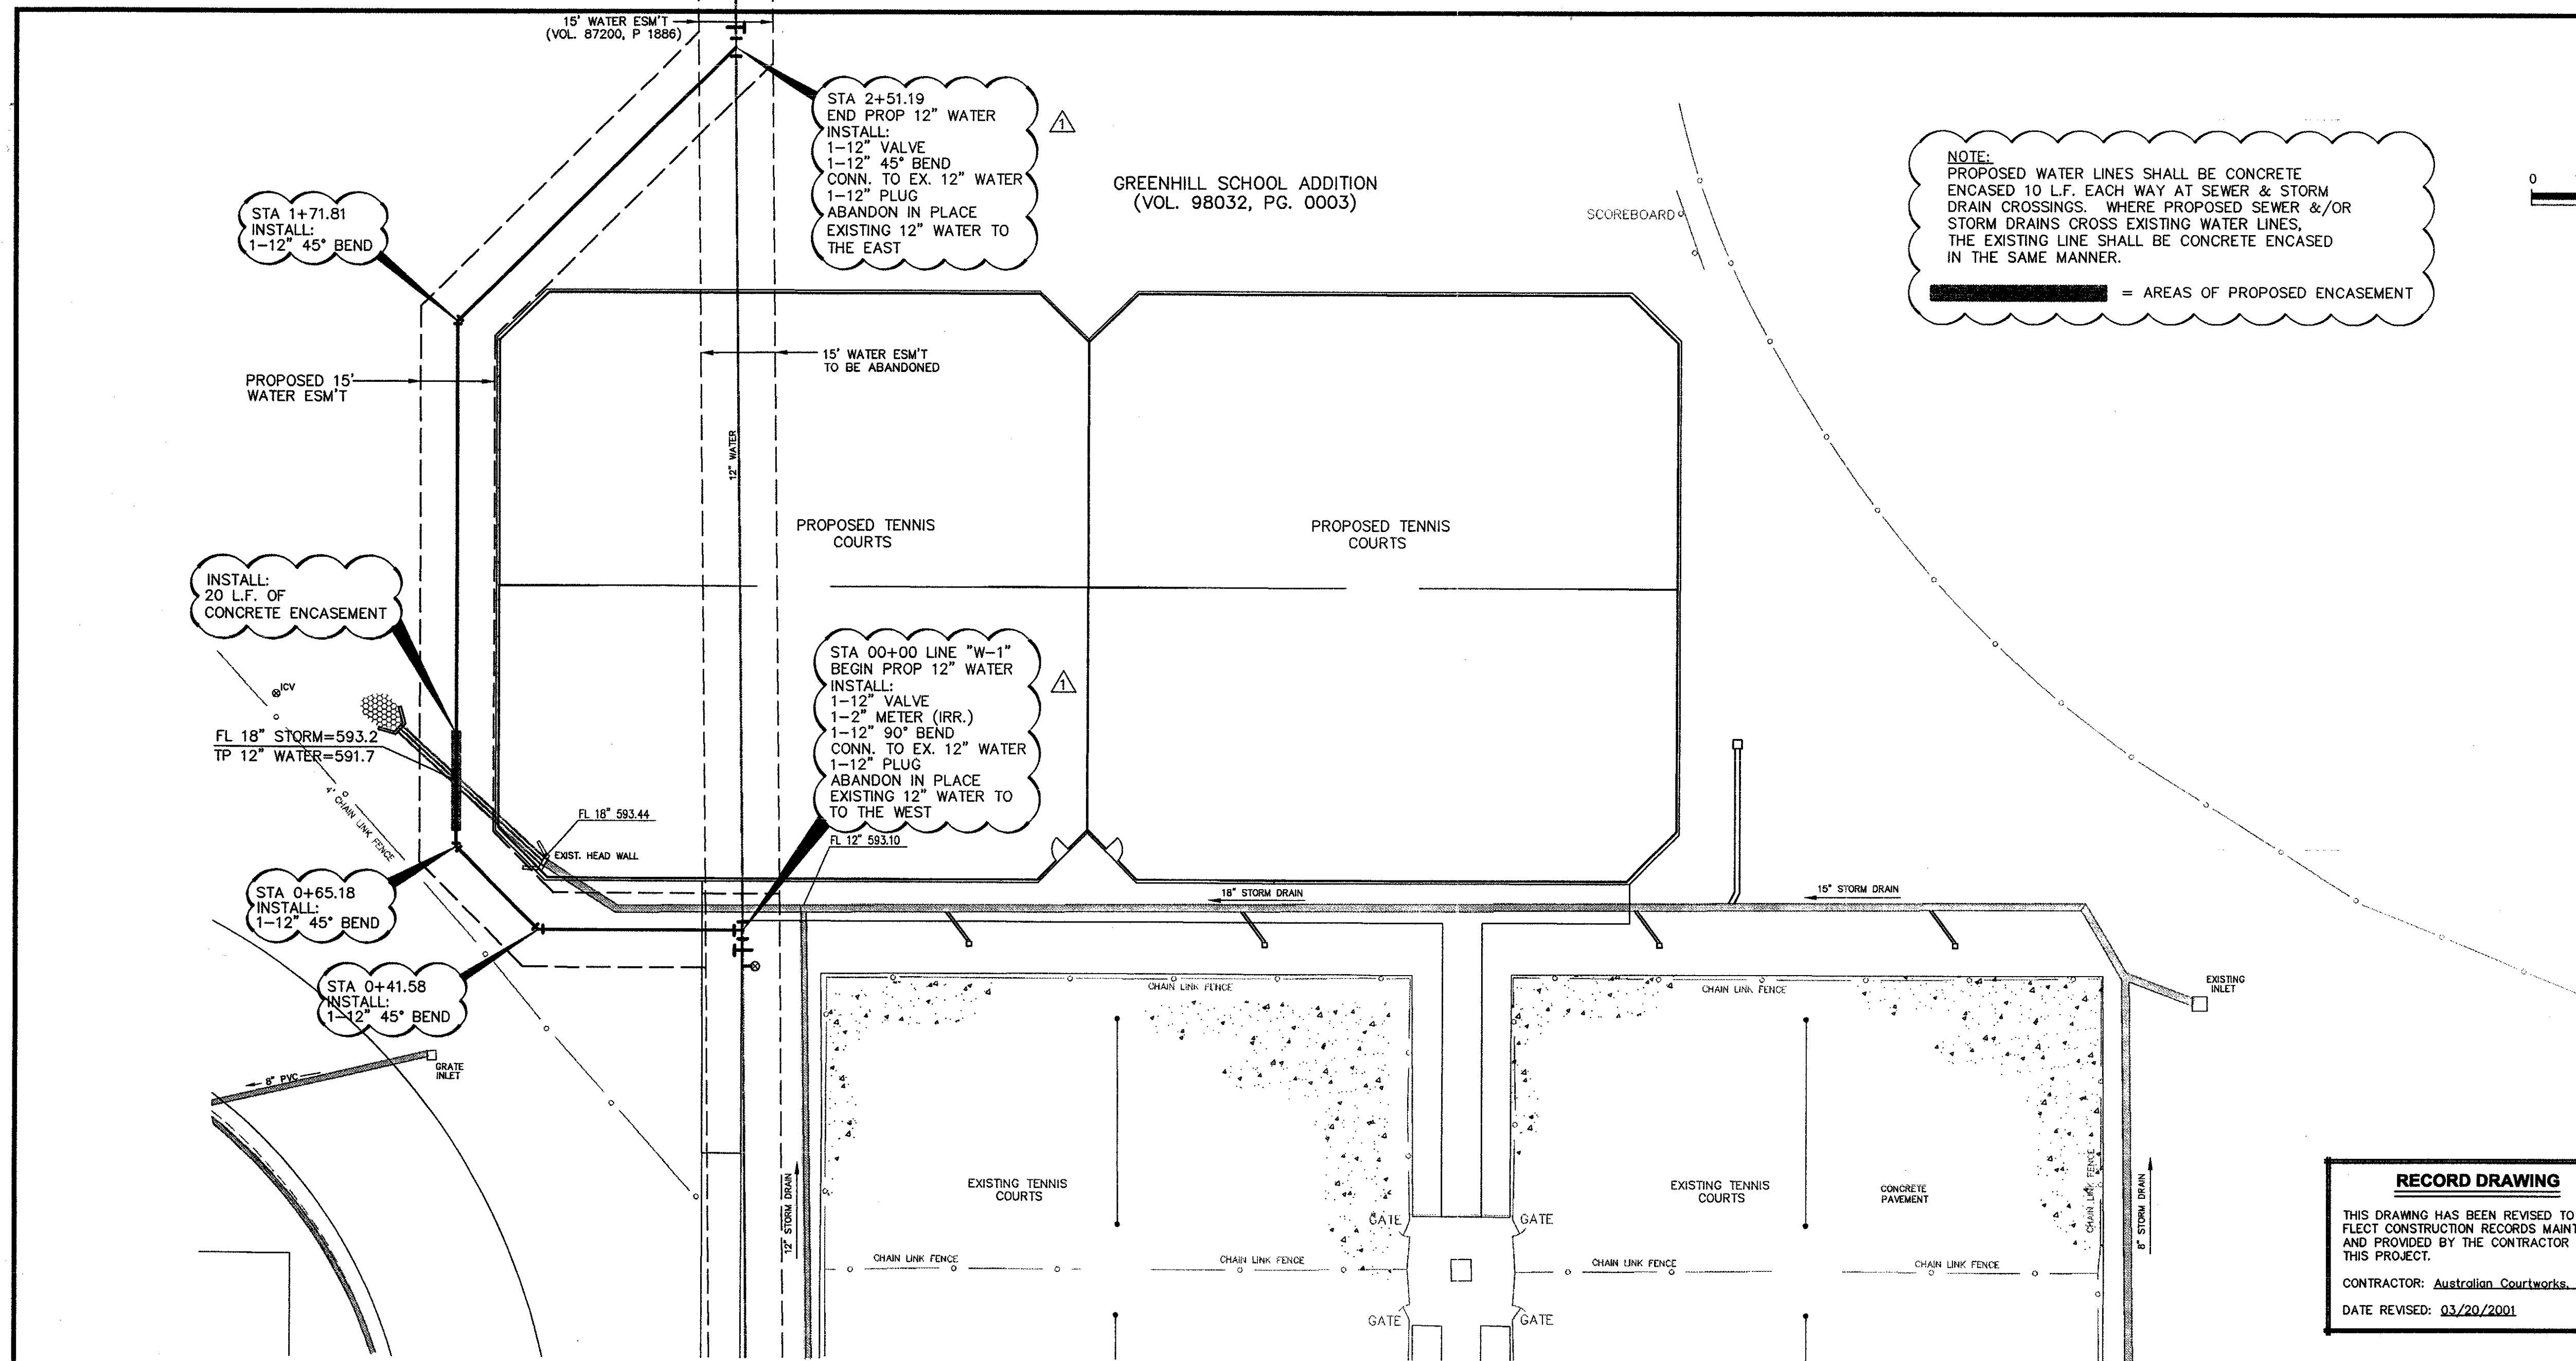 15' WATER ESM'T
(VOL. 87200, P 1886)
STA 2+51.19
END PROP 12" WATER
INSTALL:
1-12" VALVE
1-12" 45° BEND
CONN. TO EX. 12" WATER
1-12" PLUG
ABANDON IN PLACE
EXISTING 12" WATER TO
THE EAST
1
GREENHILL SCHOOL ADDITION
(VOL. 98032, PG. 0003)
SCOREBOARD
NOTE:
PROPOSED WATER LINES SHALL BE CONCRETE
ENCASED 10 L.F. EACH WAY AT SEWER & STORM
DRAIN CROSSINGS. WHERE PROPOSED SEWER &/OR
STORM DRAINS CROSS EXISTING WATER LINES,
THE EXISTING LINE SHALL BE CONCRETE ENCASED
IN THE SAME MANNER.
= AREAS OF PROPOSED ENCASEMENT
0
STA 1+71.81
INSTALL:
1-12" 45° BEND
PROPOSED 15'
WATER ESM'T
15' WATER ESM'T
TO BE ABANDONED
12" WATER
PROPOSED TENNIS
COURTS
PROPOSED TENNIS
COURTS
INSTALL:
20 L.F. OF
CONCRETE ENCASEMENT
ICV
FL 18" STORM=593.2
TP 12" WATER=591.7
4' CHAIN LINK FENCE
STA 00+00 LINE "W-1"
BEGIN PROP 12" WATER
INSTALL:
1-12" VALVE
1-2" METER (IRR.)
1-12" 90° BEND
CONN. TO EX. 12" WATER
1-12" PLUG
ABANDON IN PLACE
EXISTING 12" WATER TO
TO THE WEST
1
FL 18" 593.44
FL 12" 593.10
EXIST. HEAD WALL
STA 0+65.18
INSTALL:
1-12" 45° BEND
18" STORM DRAIN
15" STORM DRAIN
STA 0+41.58
INSTALL:
1-12" 45° BEND
CHAIN LINK FENCE
CHAIN LINK FENCE
EXISTING
INLET
8" PVC
GRATE
INLET
12" STORM DRAIN
EXISTING TENNIS
COURTS
EXISTING TENNIS
COURTS
CONCRETE
PAVEMENT
CHAIN LINK FENCE
8" STORM DRAIN
GATE
GATE
CHAIN LINK FENCE
CHAIN LINK FENCE
CHAIN LINK FENCE
CHAIN LINK FENCE
GATE
GATE
RECORD DRAWING
THIS DRAWING HAS BEEN REVISED TO
FLECT CONSTRUCTION RECORDS MAINT
AND PROVIDED BY THE CONTRACTOR
THIS PROJECT.
CONTRACTOR: Australian Courtworks,
DATE REVISED: 03/20/2001